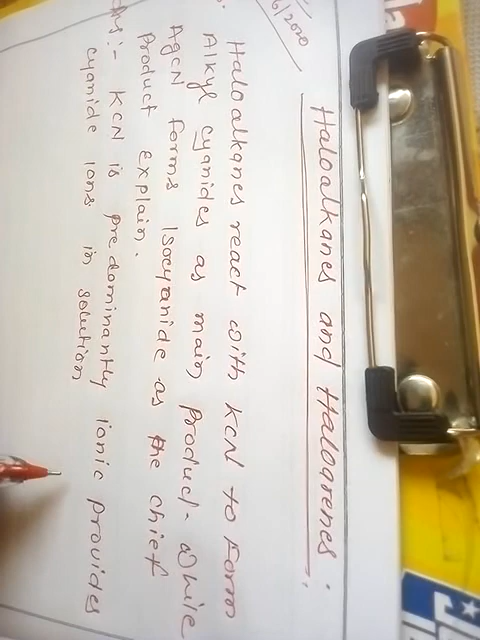 6/2020
Haloalkanes and Haloarenes:
Haloalkanes react with KCN to Form
Alkyl cyanides as main product. While
AgCN forms Isocyanide as the chief
Product Explain.
Ans:- KCN is predominantly ionic provides
cyanide Ions in solution